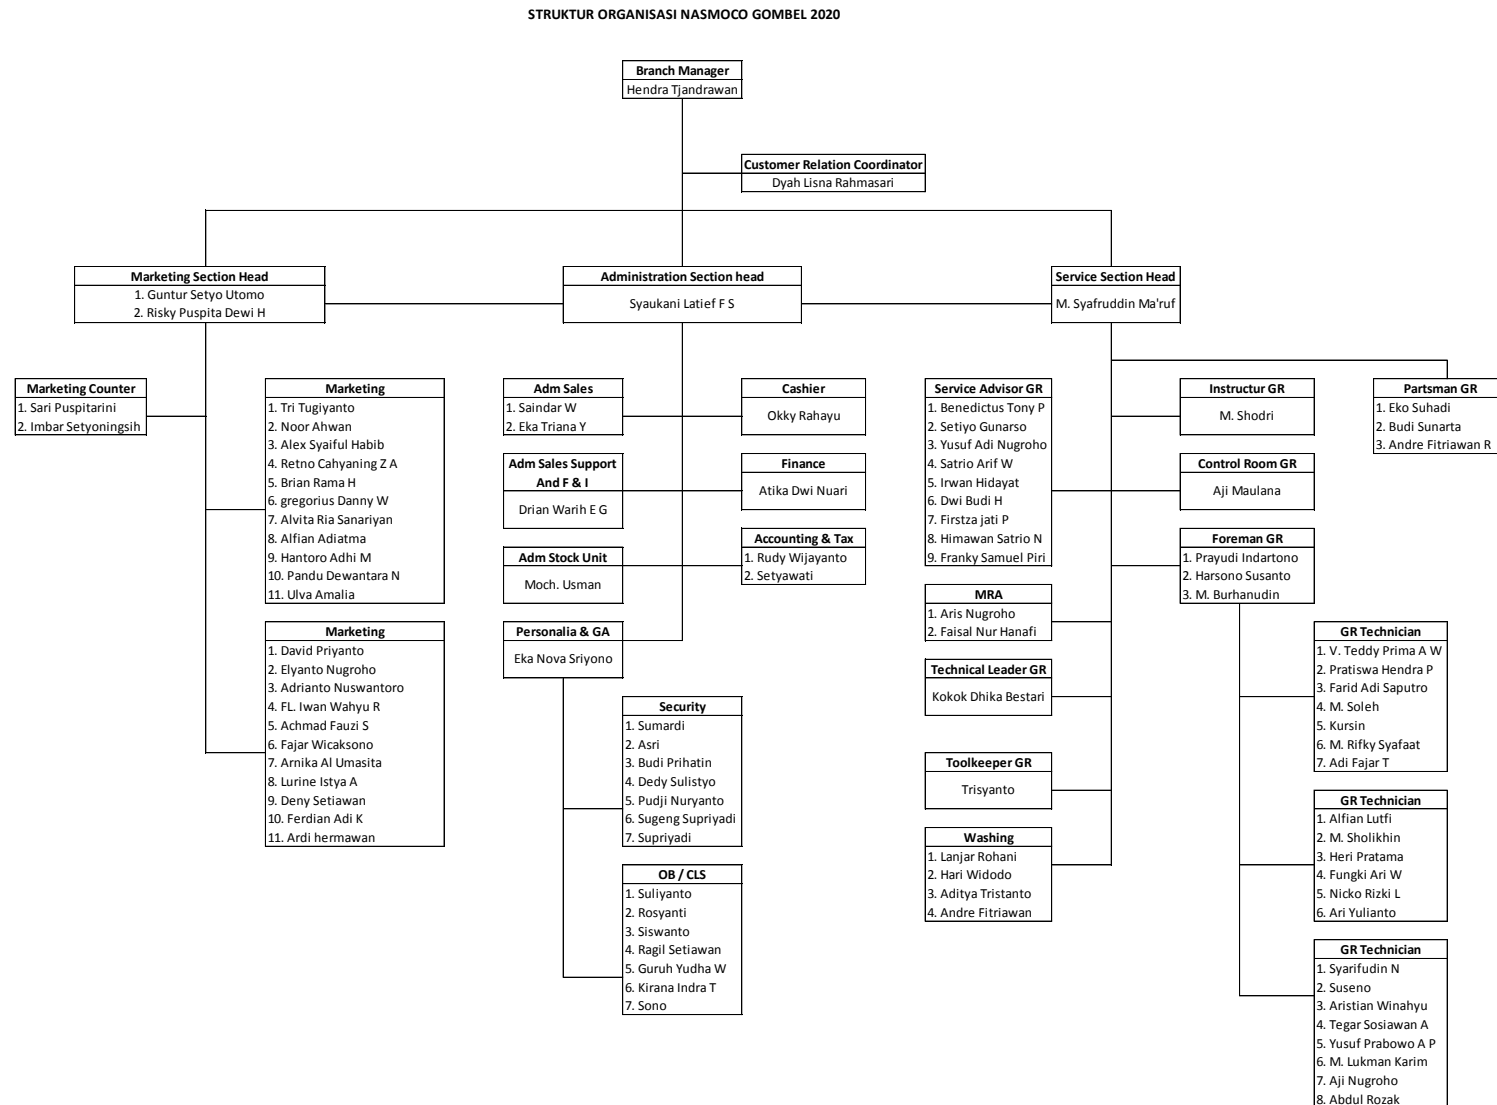 STRUKTUR ORGANISASI NASMOCO GOMBEL 2020
Branch Manager
Hendra Tjandrawan
Customer Relation Coordinator
Dyah Lisna Rahmasari
Marketing Section Head
1. Guntur Setyo Utomo
2. Risky Puspita Dewi H
Administration Section head
Syaukani Latief F S
Service Section Head
M. Syafruddin Ma'ruf
Marketing Counter
1. Sari Puspitarini
2. Imbar Setyoningsih
Marketing
1. Tri Tugiyanto
2. Noor Ahwan
3. Alex Syaiful Habib
4. Retno Cahyaning Z A
5. Brian Rama H
6. gregorius Danny W
7. Alvita Ria Sanariyan
8. Alfian Adiatma
9. Hantoro Adhi M
10. Pandu Dewantara N
11. Ulva Amalia
Marketing
1. David Priyanto
2. Elyanto Nugroho
3. Adrianto Nuswantoro
4. FL. Iwan Wahyu R
5. Achmad Fauzi S
6. Fajar Wicaksono
7. Arnika Al Umasita
8. Lurine Istya A
9. Deny Setiawan
10. Ferdian Adi K
11. Ardi hermawan
Adm Sales
1. Saindar W
2. Eka Triana Y
Adm Sales Support
And F & I
Drian Warih E G
Adm Stock Unit
Moch. Usman
Personalia & GA
Eka Nova Sriyono
Cashier
Okky Rahayu
Finance
Atika Dwi Nuari
Accounting & Tax
1. Rudy Wijayanto
2. Setyawati
Security
1. Sumardi
2. Asri
3. Budi Prihatin
4. Dedy Sulistyo
5. Pudji Nuryanto
6. Sugeng Supriyadi
7. Supriyadi
OB / CLS
1. Suliyanto
2. Rosyanti
3. Siswanto
4. Ragil Setiawan
5. Guruh Yudha W
6. Kirana Indra T
7. Sono
Service Advisor GR
1. Benedictus Tony P
2. Setiyo Gunarso
3. Yusuf Adi Nugroho
4. Satrio Arif W
5. Irwan Hidayat
6. Dwi Budi H
7. Firstza jati P
8. Himawan Satrio N
9. Franky Samuel Piri
MRA
1. Aris Nugroho
2. Faisal Nur Hanafi
Technical Leader GR
Kokok Dhika Bestari
Toolkeeper GR
Trisyanto
Washing
1. Lanjar Rohani
2. Hari Widodo
3. Aditya Tristanto
4. Andre Fitriawan
Instructur GR
M. Shodri
Control Room GR
Aji Maulana
Foreman GR
1. Prayudi Indartono
2. Harsono Susanto
3. M. Burhanudin
Partsman GR
1. Eko Suhadi
2. Budi Sunarta
3. Andre Fitriawan R
GR Technician
1. V. Teddy Prima A W
2. Pratiswa Hendra P
3. Farid Adi Saputro
4. M. Soleh
5. Kursin
6. M. Rifky Syafaat
7. Adi Fajar T
GR Technician
1. Alfian Lutfi
2. M. Sholikhin
3. Heri Pratama
4. Fungki Ari W
5. Nicko Rizki L
6. Ari Yulianto
GR Technician
1. Syarifudin N
2. Suseno
3. Aristian Winahyu
4. Tegar Sosiawan A
5. Yusuf Prabowo A P
6. M. Lukman Karim
7. Aji Nugroho
8. Abdul Rozak